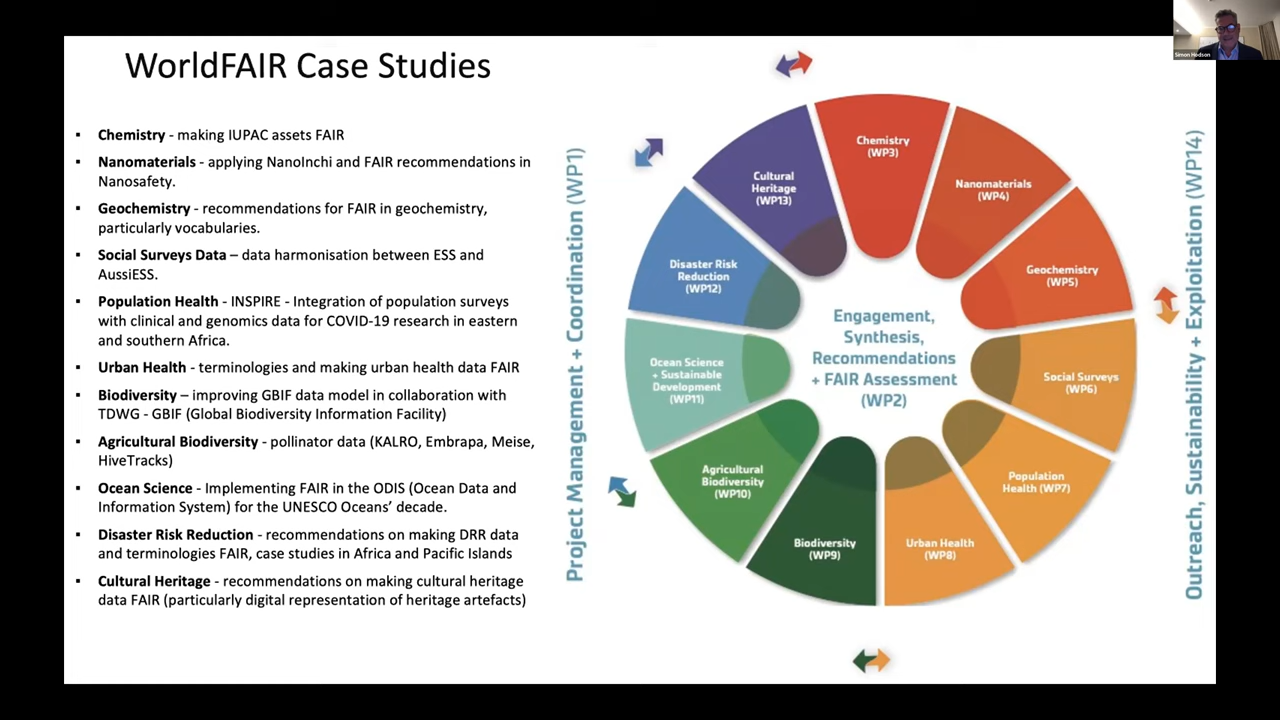 WorldFAIR Case Studies
▪ Chemistry - making IUPAC assets FAIR
▪ Nanomaterials - applying NanoInchi and FAIR recommendations in
Nanosafety.
▪ Geochemistry - recommendations for FAIR in geochemistry,
particularly vocabularies.
▪ Social Surveys Data – data harmonisation between ESS and
AussiESS.
▪ Population Health - INSPIRE - Integration of population surveys
with clinical and genomics data for COVID-19 research in eastern
and southern Africa.
▪ Urban Health - terminologies and making urban health data FAIR
▪ Biodiversity – improving GBIF data model in collaboration with
TDWG - GBIF (Global Biodiversity Information Facility)
▪ Agricultural Biodiversity - pollinator data (KALRO, Embrapa, Meise,
HiveTracks)
▪ Ocean Science - Implementing FAIR in the ODIS (Ocean Data and
Information System) for the UNESCO Oceans’ decade.
▪ Disaster Risk Reduction - recommendations on making DRR data
and terminologies FAIR, case studies in Africa and Pacific Islands
▪ Cultural Heritage - recommendations on making cultural heritage
data FAIR (particularly digital representation of heritage artefacts)
Project Management + Coordination (WP1)
Chemistry
(WP3)
Nanomaterials
(WP4)
Geochemistry
(WP5)
Social Surveys
(WP6)
Population
Health (WP7)
Urban Health
(WP8)
Biodiversity
(WP9)
Agricultural
Biodiversity
(WP10)
Ocean Science
+ Sustainable
Development
(WP11)
Disaster Risk
Reduction
(WP12)
Cultural
Heritage
(WP13)
Engagement,
Synthesis,
Recommendations
+ FAIR Assessment
(WP2)
Outreach, Sustainability + Exploitation (WP14)
Simon Hodson